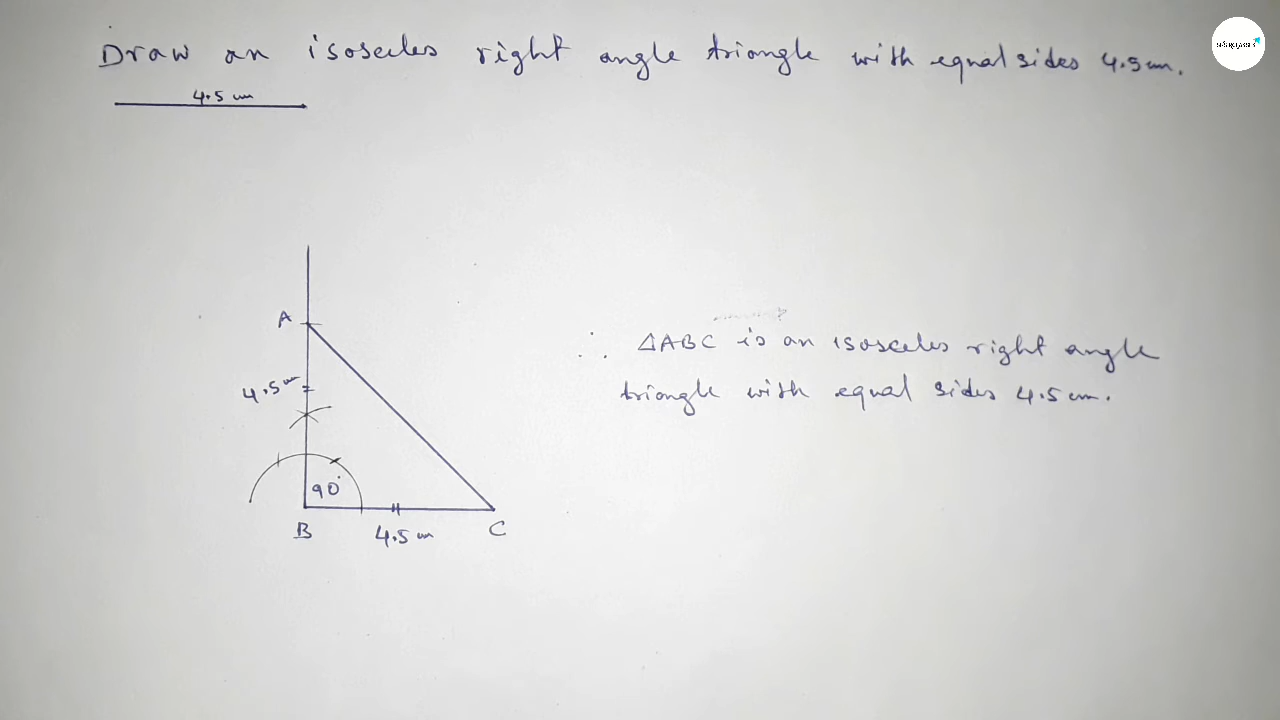 Draw an isosceles right angle triangle with equal sides 4.5 cm.
4.5 cm
A
4.5 cm
90°
B
4.5 cm
C
∴ △ABC is an isosceles right angle
triangle with equal sides 4.5 cm.